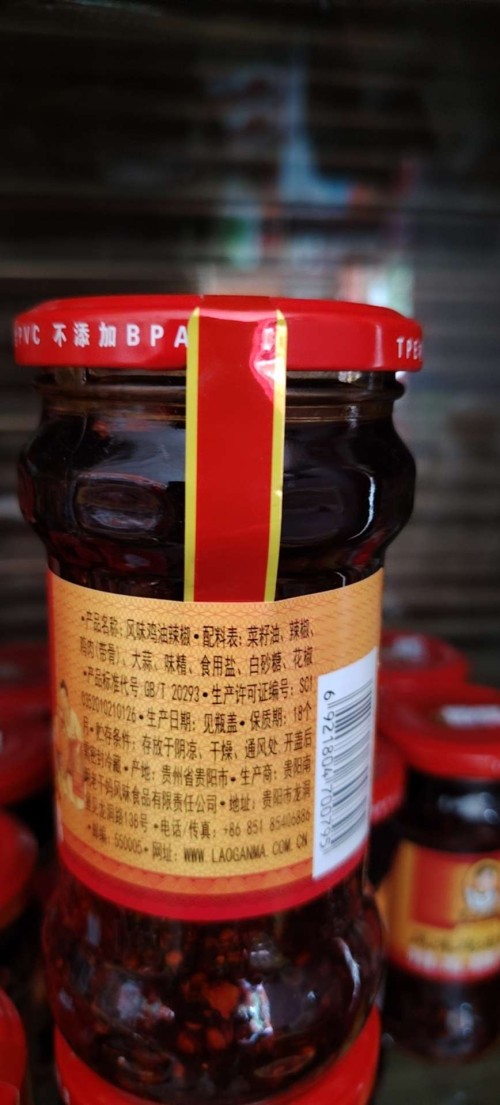 PVC 不添加BPA
TPE
•产品名称：风味鸡油辣椒•配料表：菜籽油、辣椒、
鸡肉（带骨）、大蒜、味精、食用盐、白砂糖、花椒
•产品标准代号：GB/T 20293•生产许可证编号：SC1
0352010210126•生产日期：见瓶盖•保质期：18个
月•贮存条件：存放于阴凉、干燥、通风处，开盖后
密封冷藏•产地：贵州省贵阳市•生产商：贵阳南
明老干妈风味食品有限责任公司•地址：贵阳市龙洞
龙洞路138号•电话/传真：+86 851 85406886
•邮编：550005•网址：WWW.LAOGANMA.COM.CN
6921804700795